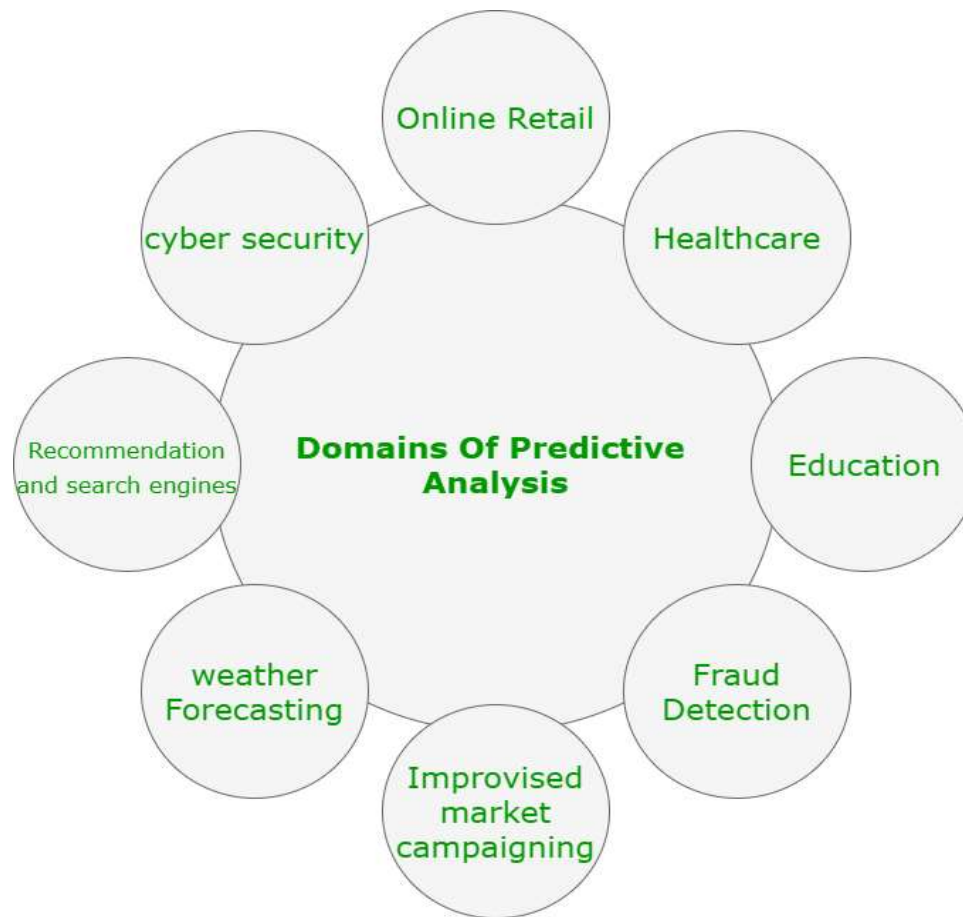 Online Retail
cyber security
Healthcare
Recommendation
and search engines
Domains Of Predictive
Analysis
Education
weather
Forecasting
Fraud
Detection
Improvised
market
campaigning